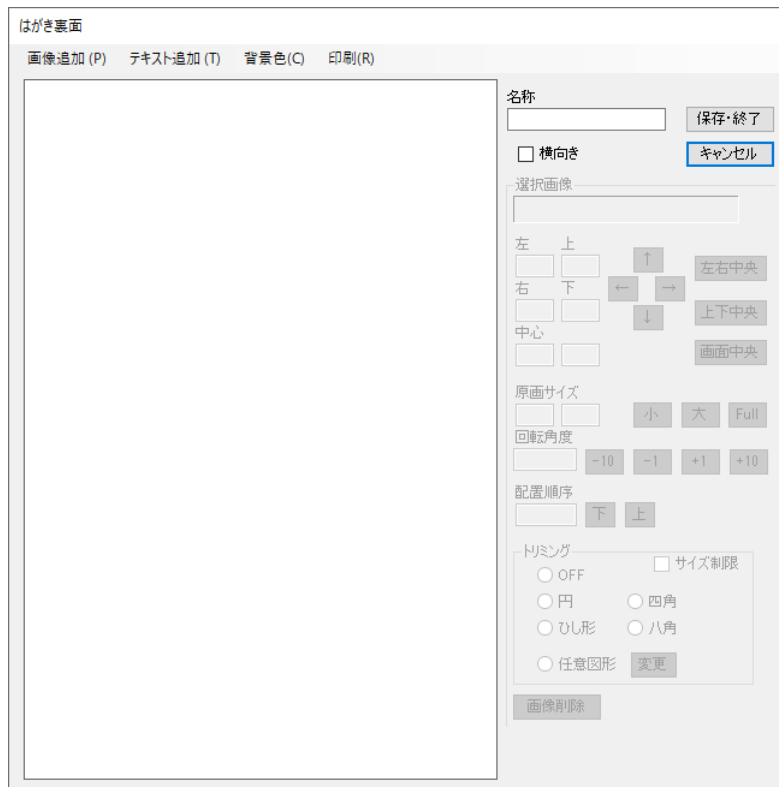 はがき裏面
画像追加 (P) テキスト追加 (T) 背景色(C) 印刷(R)
名称
保存・終了
横向き キャンセル
選択画像
左 上
↑ 左右中央
右 下 ← →
↓ 上下中央
中心
画面中央
原画サイズ
小 大 Full
回転角度
-10 -1 +1 +10
配置順序
下 上
トリミング サイズ制限
OFF
円 四角
ひし形 八角
任意図形 変更
画像削除